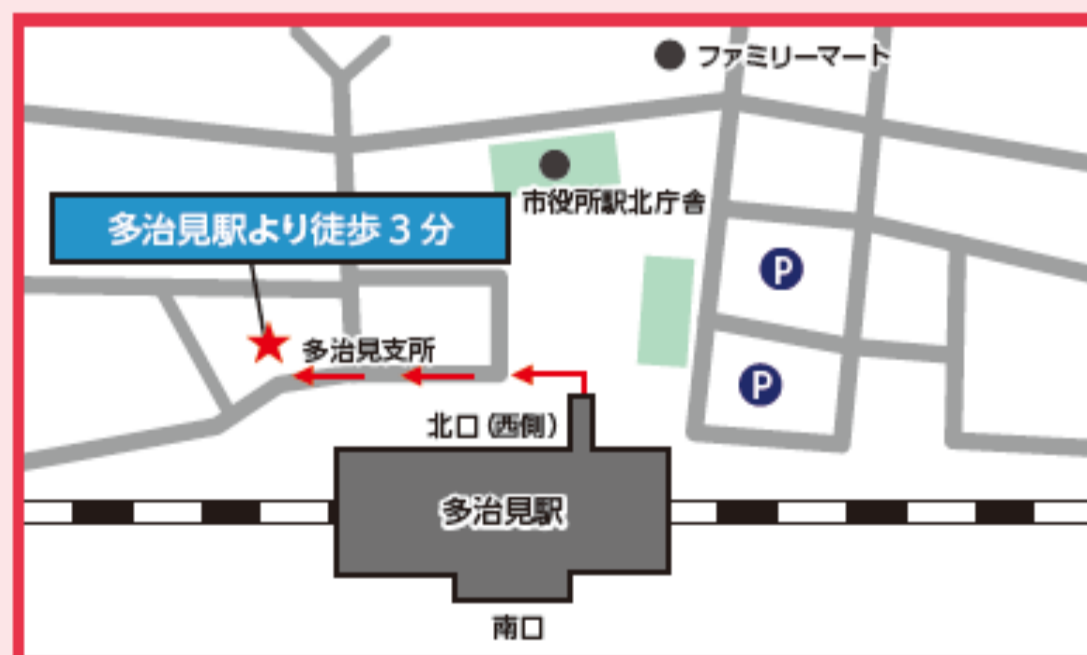 ファミリーマート
市役所駅北庁舎
多治見駅より徒歩3分
P
多治見支所
P
北口(西側)
多治見駅
南口